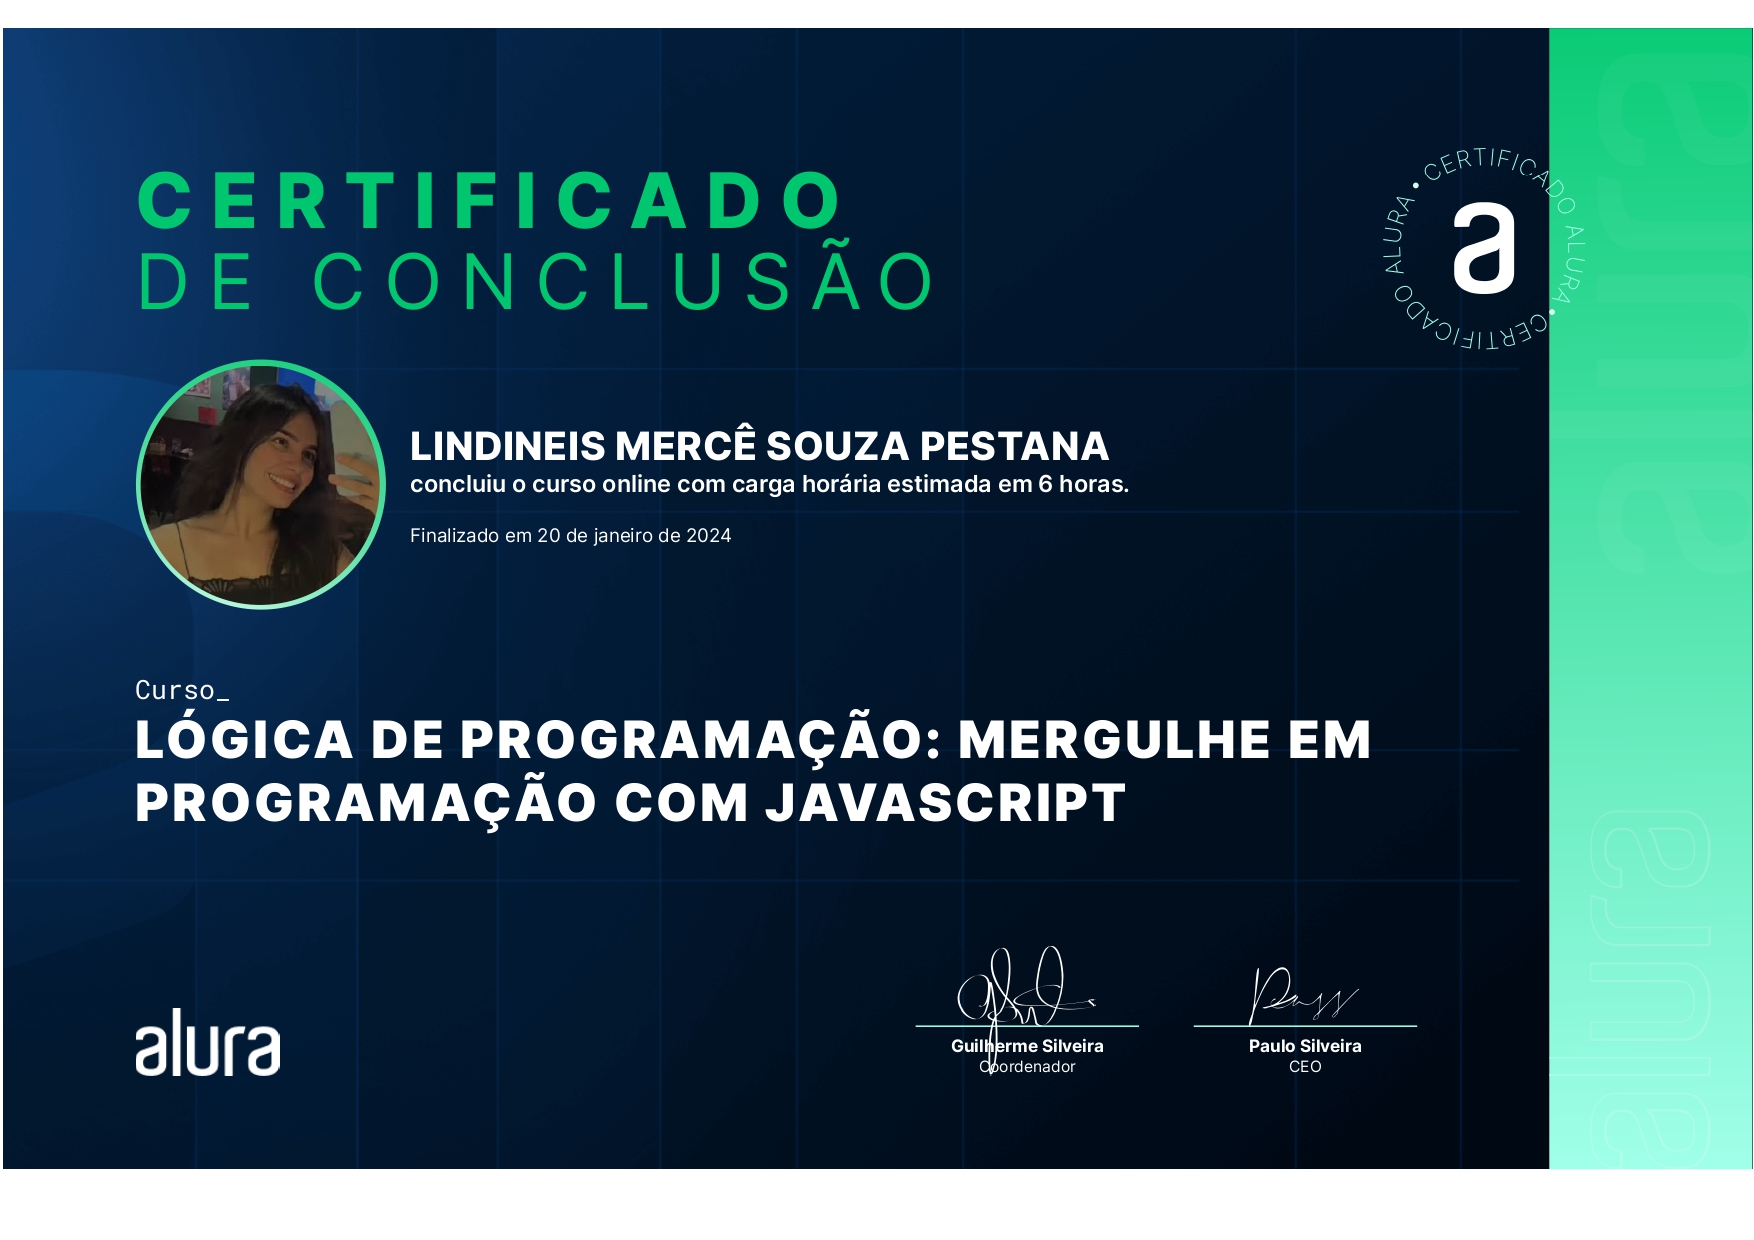 CERTIFICADO
DE CONCLUSÃO
CERTIFICADO ALURA • CERTIFICADO ALURA •
a
LINDINEIS MERCÊ SOUZA PESTANA
concluiu o curso online com carga horária estimada em 6 horas.
Finalizado em 20 de janeiro de 2024
Curso_
LÓGICA DE PROGRAMAÇÃO: MERGULHE EM
PROGRAMAÇÃO COM JAVASCRIPT
alura
Guilherme Silveira
Coordenador
Paulo Silveira
CEO
alura
alura